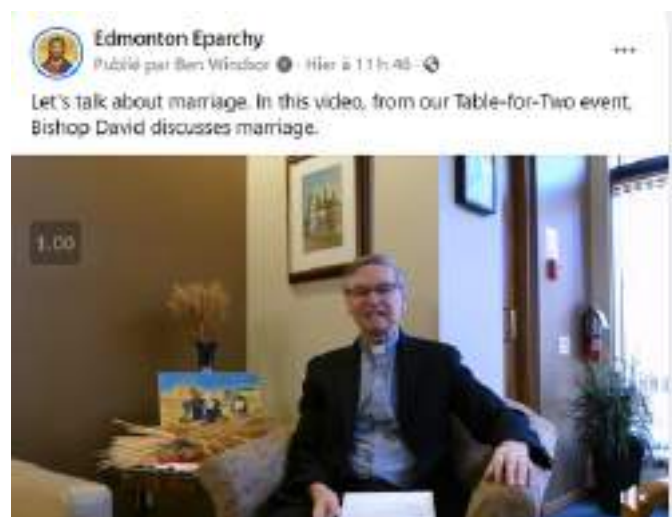 Edmonton Eparchy
Publié par Ben Windsor · Hier à 11 h 46 ·
Let's talk about marriage. In this video, from our Table-for-Two event,
Bishop David discusses marriage.
1.00